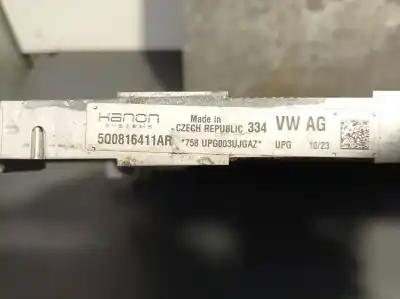 Hanon
SYSTEMS
Made in
CZECH REPUBLIC
334
VW AG
5Q0816411AR
*758 UPG003UJGAZ*
UPG
10/23